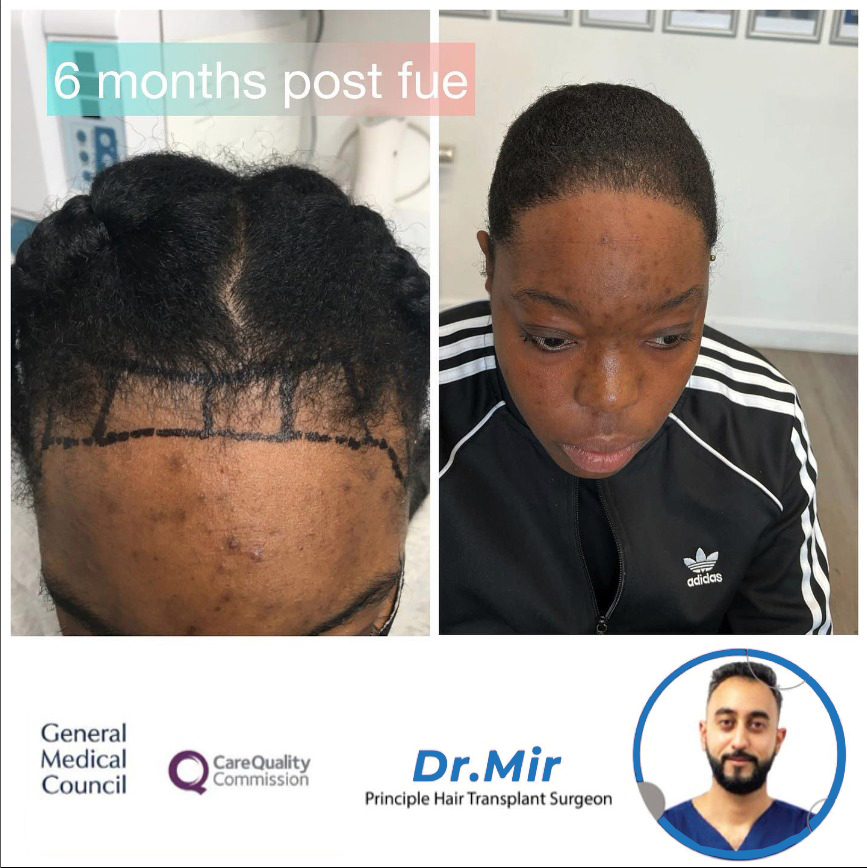 6 months post fue
adidas
General
Medical
Council
CareQuality
Commission
Dr.Mir
Principle Hair Transplant Surgeon